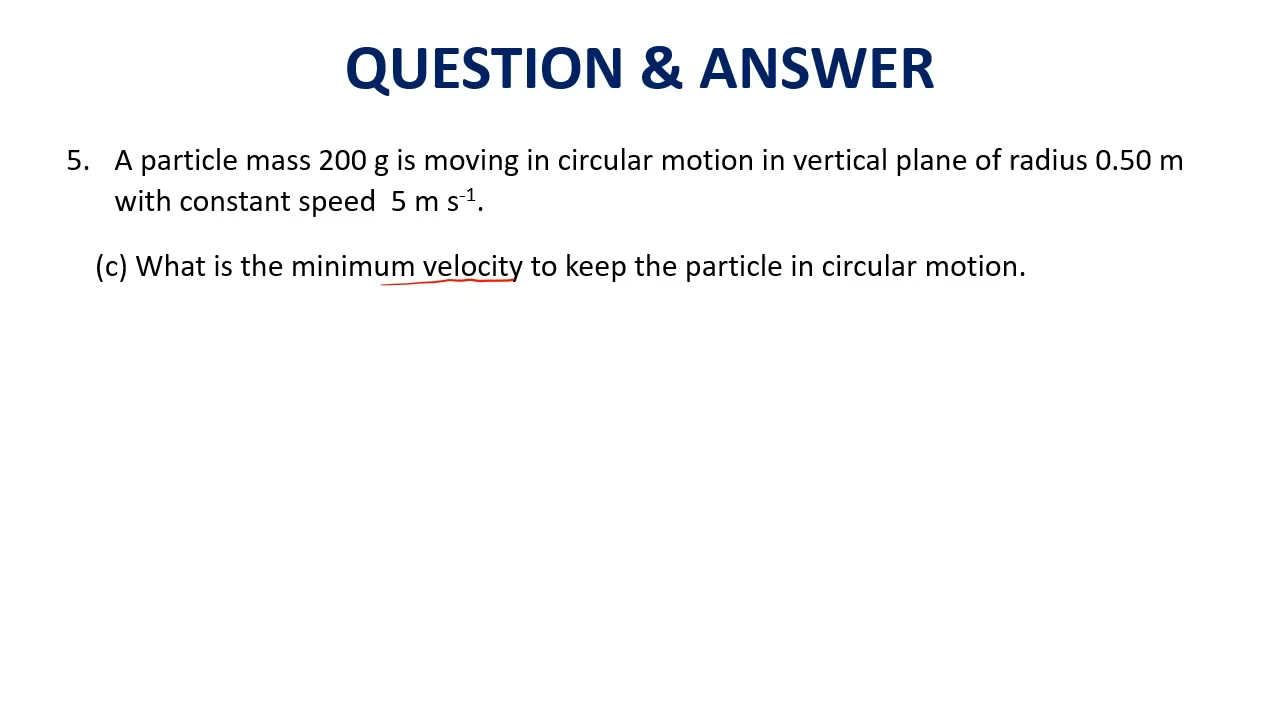 QUESTION & ANSWER
5. A particle mass 200 g is moving in circular motion in vertical plane of radius 0.50 m
with constant speed 5 m s⁻¹.
(c) What is the minimum velocity to keep the particle in circular motion.